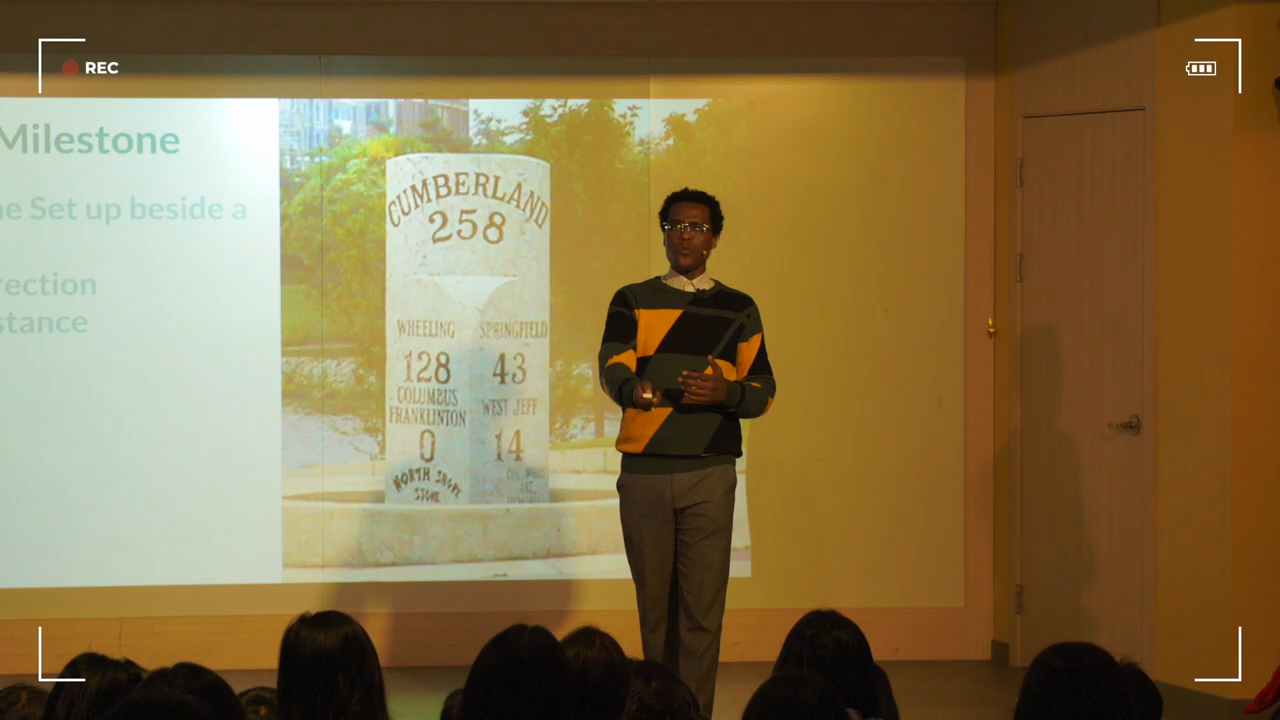 REC
Milestone
ne Set up beside a
rection
stance
CUMBERLAND
258
WHEELING SPRINGFIELD
128 43
COLUMBUS
FRANKLINTON WEST JEFF
0 14
NORTH SHORE
STONE